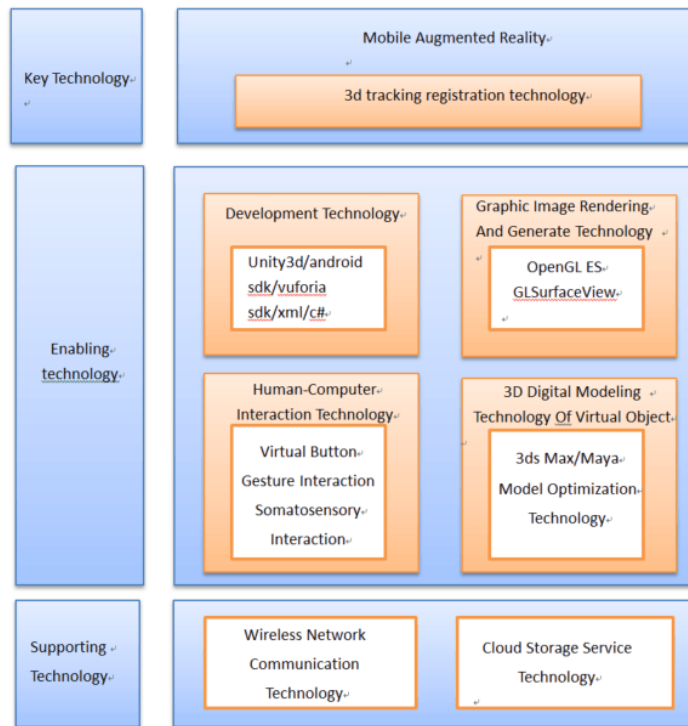 Key Technology
Mobile Augmented Reality
3d tracking registration technology
Enabling
technology
Development Technology
Unity3d/android
sdk/vuforia
sdk/xml/c#
Graphic Image Rendering
And Generate Technology
OpenGL ES
GLSurfaceView
Human-Computer
Interaction Technology
Virtual Button
Gesture Interaction
Somatosensory
Interaction
3D Digital Modeling
Technology Of Virtual Object
3ds Max/Maya
Model Optimization
Technology
Supporting
Technology
Wireless Network
Communication
Technology
Cloud Storage Service
Technology